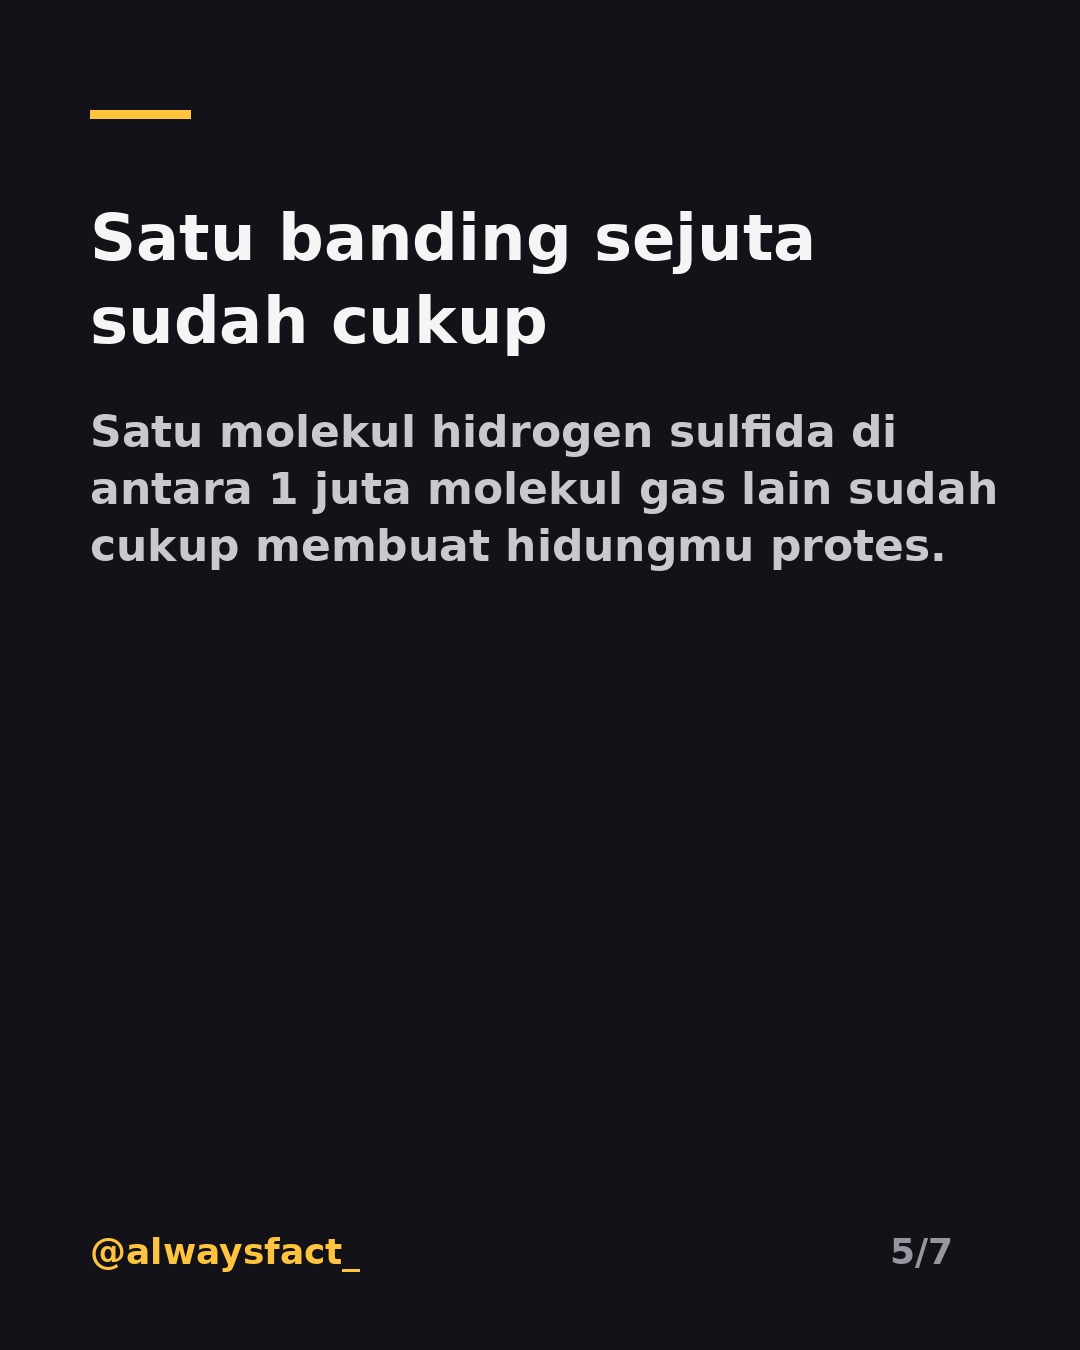 Satu banding sejuta
sudah cukup
Satu molekul hidrogen sulfida di
antara 1 juta molekul gas lain sudah
cukup membuat hidungmu protes.
@alwaysfact_
5/7